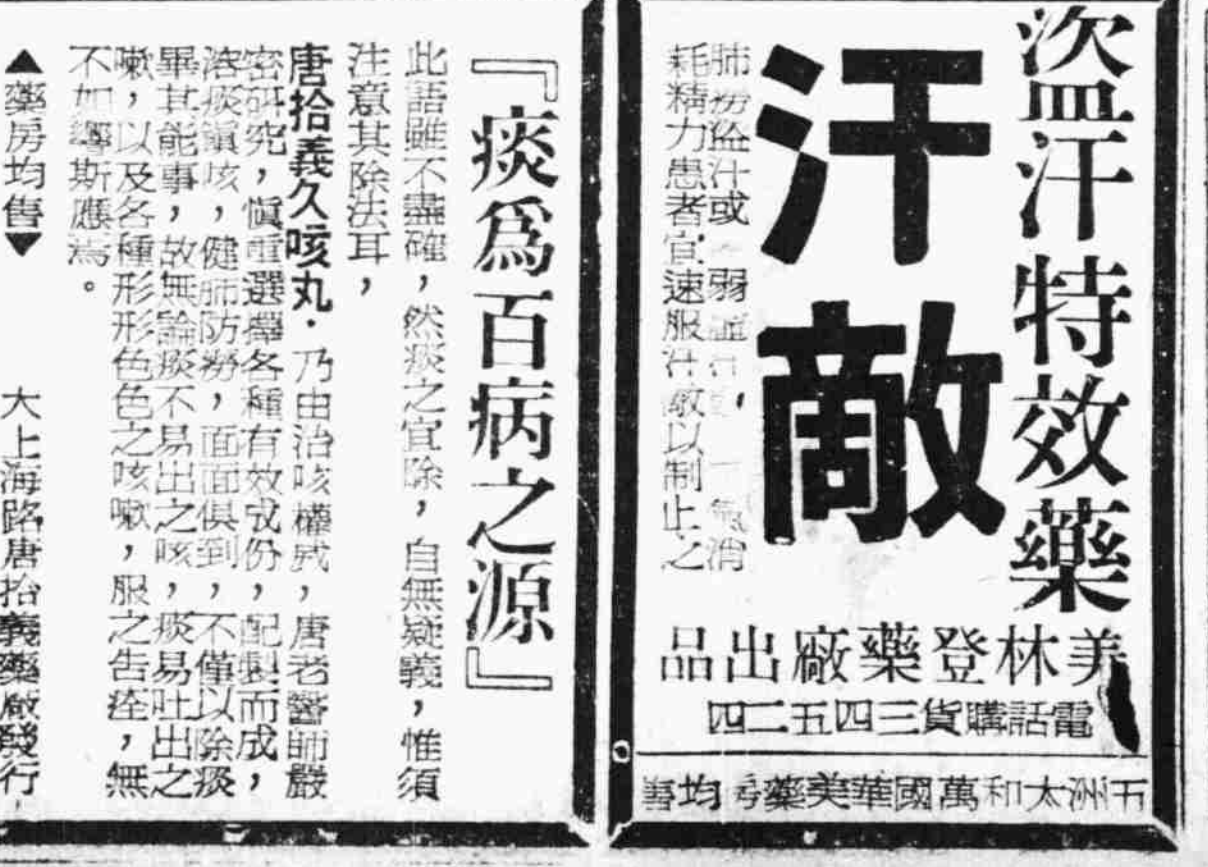 盜汗特效藥
汗敵
肺癆盜汗或 弱盜汗 消
耗精力患者宜速服汗敵以制止之
美林登藥廠出品
電話購貨三四五二四
五洲太和萬國華美藥房均售
『痰爲百病之源』
此語雖不盡確，然痰之宜除，自無疑義，惟須
注意其除法耳，
唐拾義久咳丸．乃由治咳權威，唐老醫師嚴
密研究，愼重選擇各種有效成份，配製而成，
溶痰鎭咳，健肺防癆，面面俱到，不僅以除痰
畢其能事，故無論痰不易出之咳，痰易吐出之
嗽，以及各種形形色色之咳嗽，服之告痊，無
不如響斯應焉。
▲藥房均售▼ 大上海路唐拾義藥廠發行